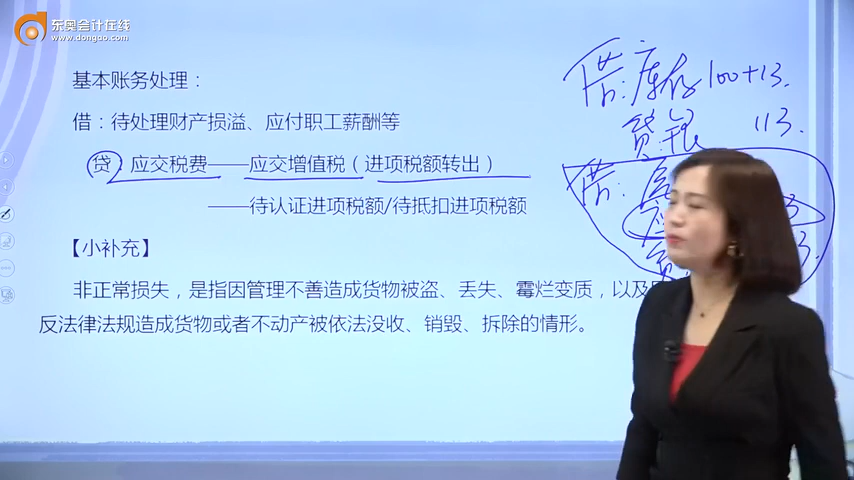 东奥会计在线
www.dongao.com
基本账务处理：
借：待处理财产损溢、应付职工薪酬等
贷：应交税费——应交增值税（进项税额转出）
——待认证进项税额/待抵扣进项税额
【小补充】
非正常损失，是指因管理不善造成货物被盗、丢失、霉烂变质，以及
反法律法规造成货物或者不动产被依法没收、销毁、拆除的情形。
借：库存 100+13.
贷：银 113.
借：